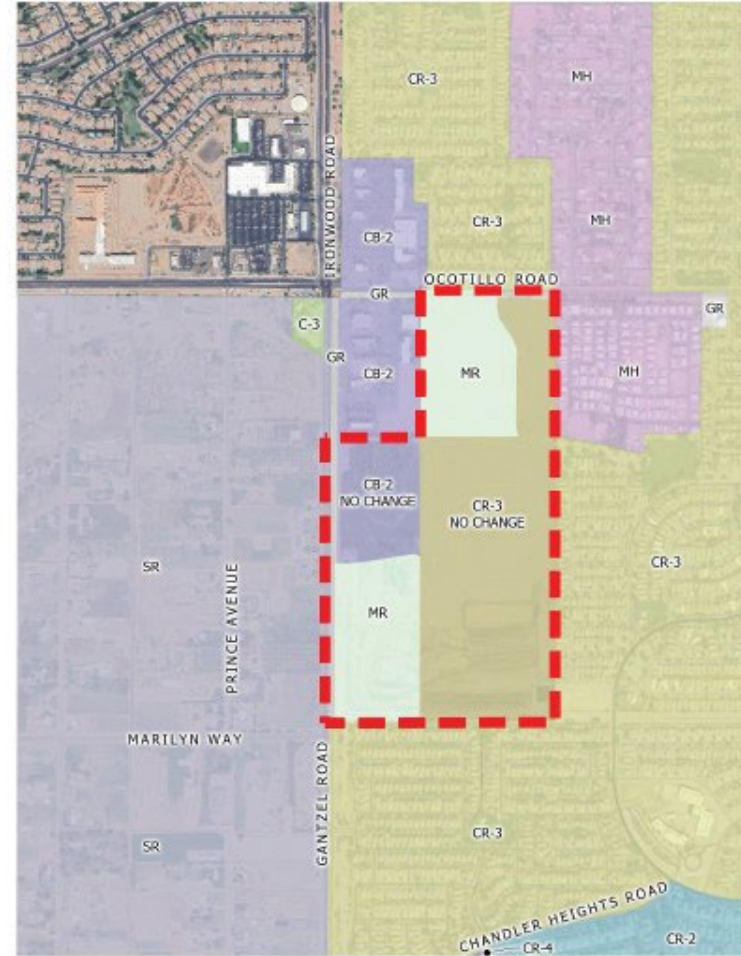 CR-3
MH
IRONWOOD ROAD
CB-2
CR-3
MH
OCOTILLO ROAD
GR
GR
C-3
GR
CB-2
MR
MH
CB-2
NO CHANGE
CR-3
NO CHANGE
SR
CR-3
PRINCE AVENUE
MR
MARILYN WAY
GANTZEL ROAD
SR
CR-3
CHANDLER HEIGHTS ROAD
CR-4
CR-2